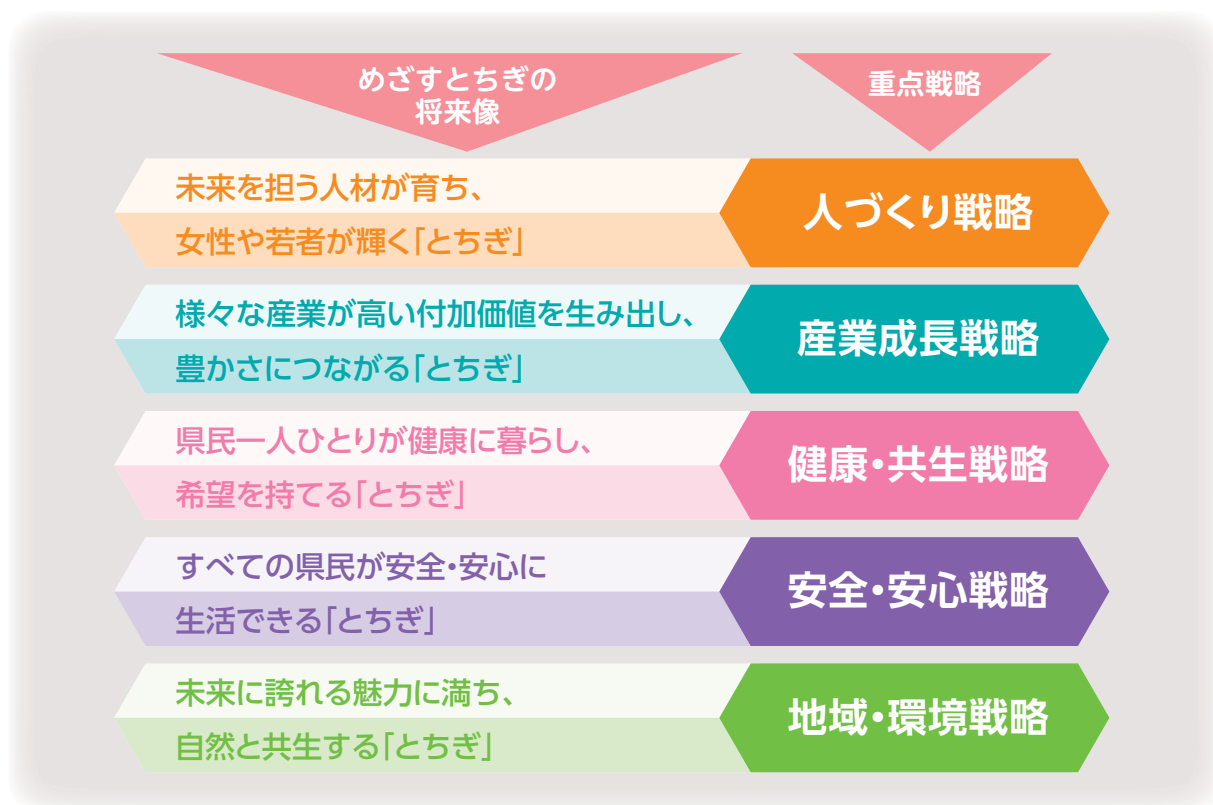 めざすとちぎの
将来像
重点戦略
未来を担う人材が育ち、
女性や若者が輝く「とちぎ」
人づくり戦略
様々な産業が高い付加価値を生み出し、
豊かさにつながる「とちぎ」
産業成長戦略
県民一人ひとりが健康に暮らし、
希望を持てる「とちぎ」
健康・共生戦略
すべての県民が安全・安心に
生活できる「とちぎ」
安全・安心戦略
未来に誇れる魅力に満ち、
自然と共生する「とちぎ」
地域・環境戦略